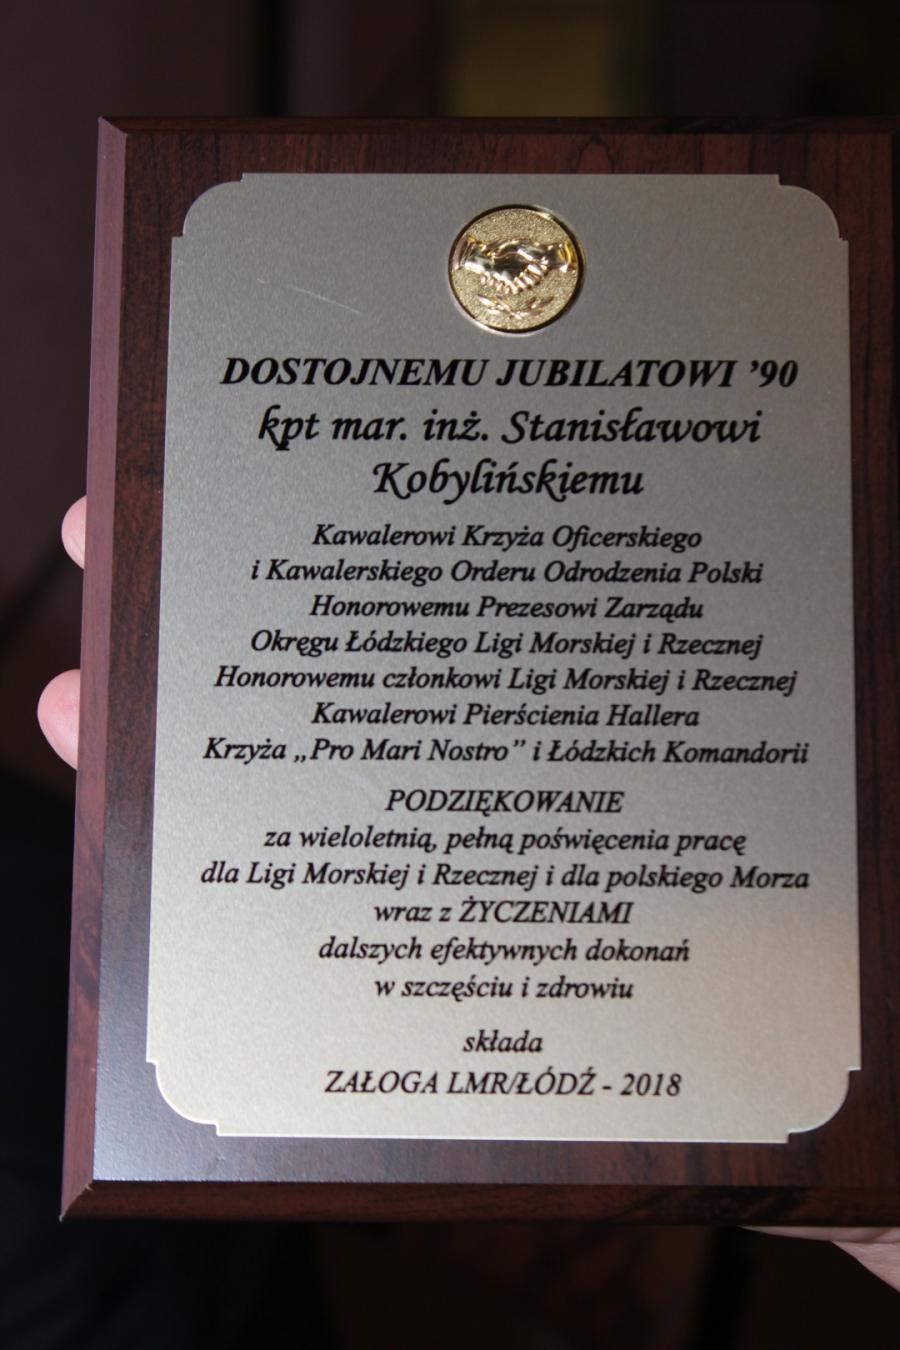 DOSTOJNEMU JUBILATOWI ’90
kpt mar. inż. Stanisławowi
Kobylińskiemu
Kawalerowi Krzyża Oficerskiego
i Kawalerskiego Orderu Odrodzenia Polski
Honorowemu Prezesowi Zarządu
Okręgu Łódzkiego Ligi Morskiej i Rzecznej
Honorowemu członkowi Ligi Morskiej i Rzecznej
Kawalerowi Pierścienia Hallera
Krzyża „Pro Mari Nostro” i Łódzkich Komandorii
PODZIĘKOWANIE
za wieloletnią, pełną poświęcenia pracę
dla Ligi Morskiej i Rzecznej i dla polskiego Morza
wraz z ŻYCZENIAMI
dalszych efektywnych dokonań
w szczęściu i zdrowiu
składa
ZAŁOGA LMR/ŁÓDŹ - 2018